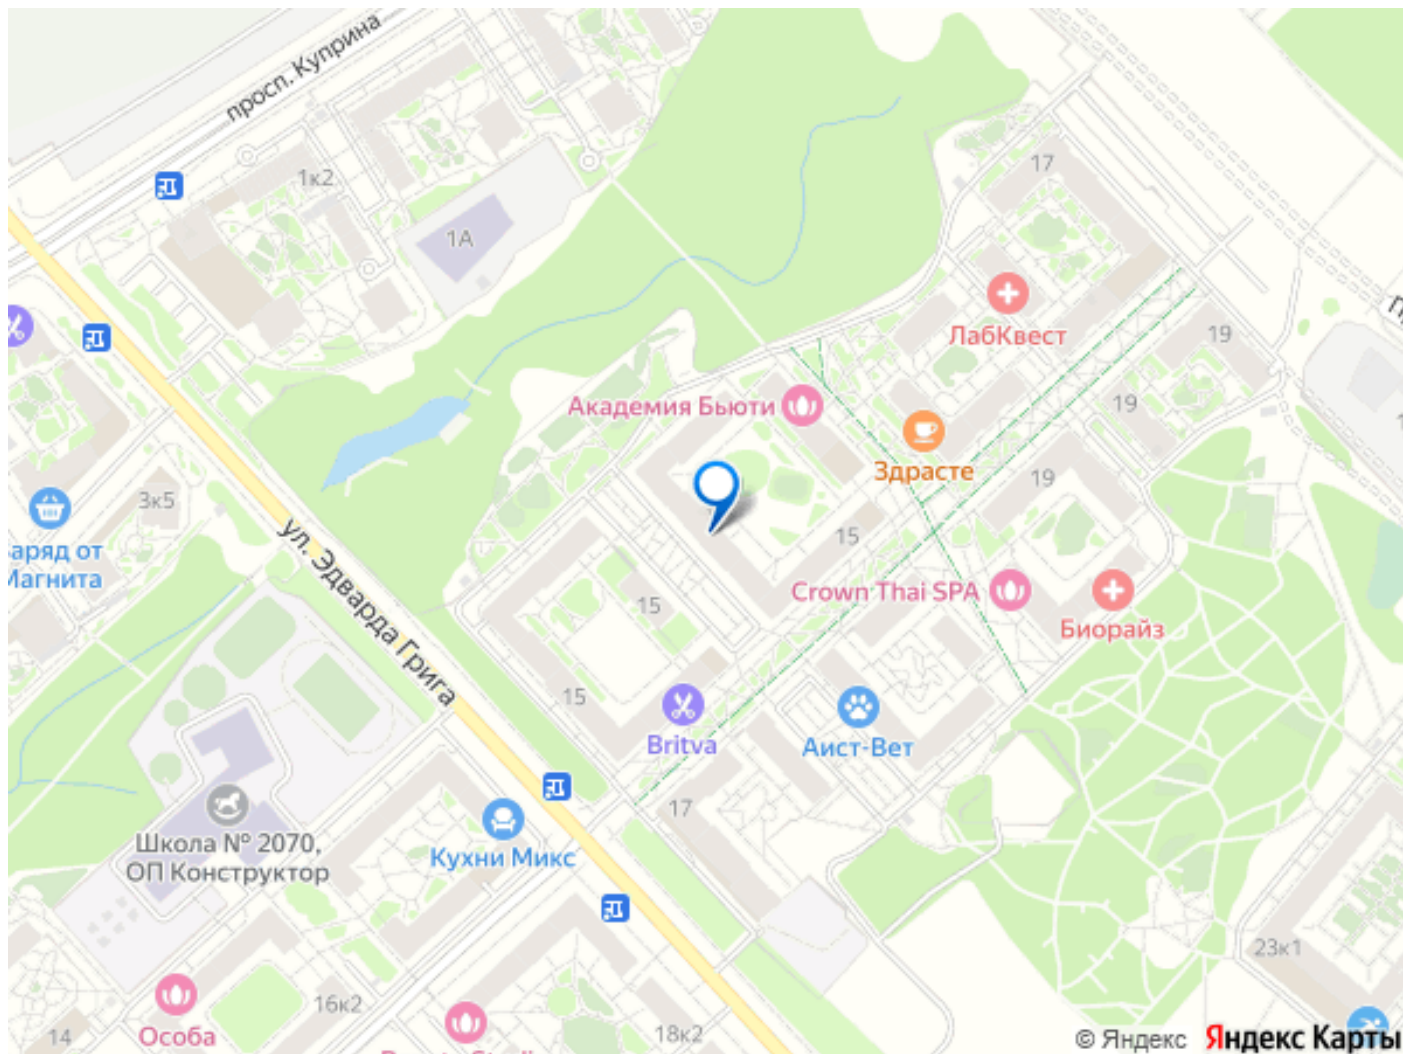 просп. Куприна
1к2
1А
17
ЛабКвест
19
19
Академия Бьюти
Здрасте
19
3к5
аряд от
Магнита
ул. Эдварда Грига
15
15
Crown Thai SPA
Биорайз
15
Britva
Аист-Вет
17
Школа № 2070,
ОП Конструктор
Кухни Микс
23к1
16к2
14
Особа
18к2
© Яндекс Яндекс Карты